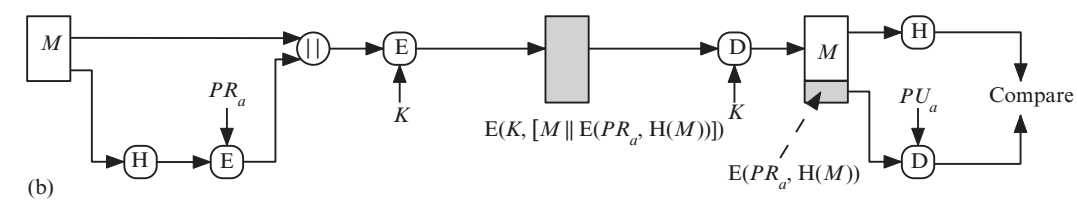 M
||
E
D
M
H
PR_a
K
K
PU_a
Compare
E(K, [M || E(PR_a, H(M))])
H
E
D
E(PR_a, H(M))
(b)